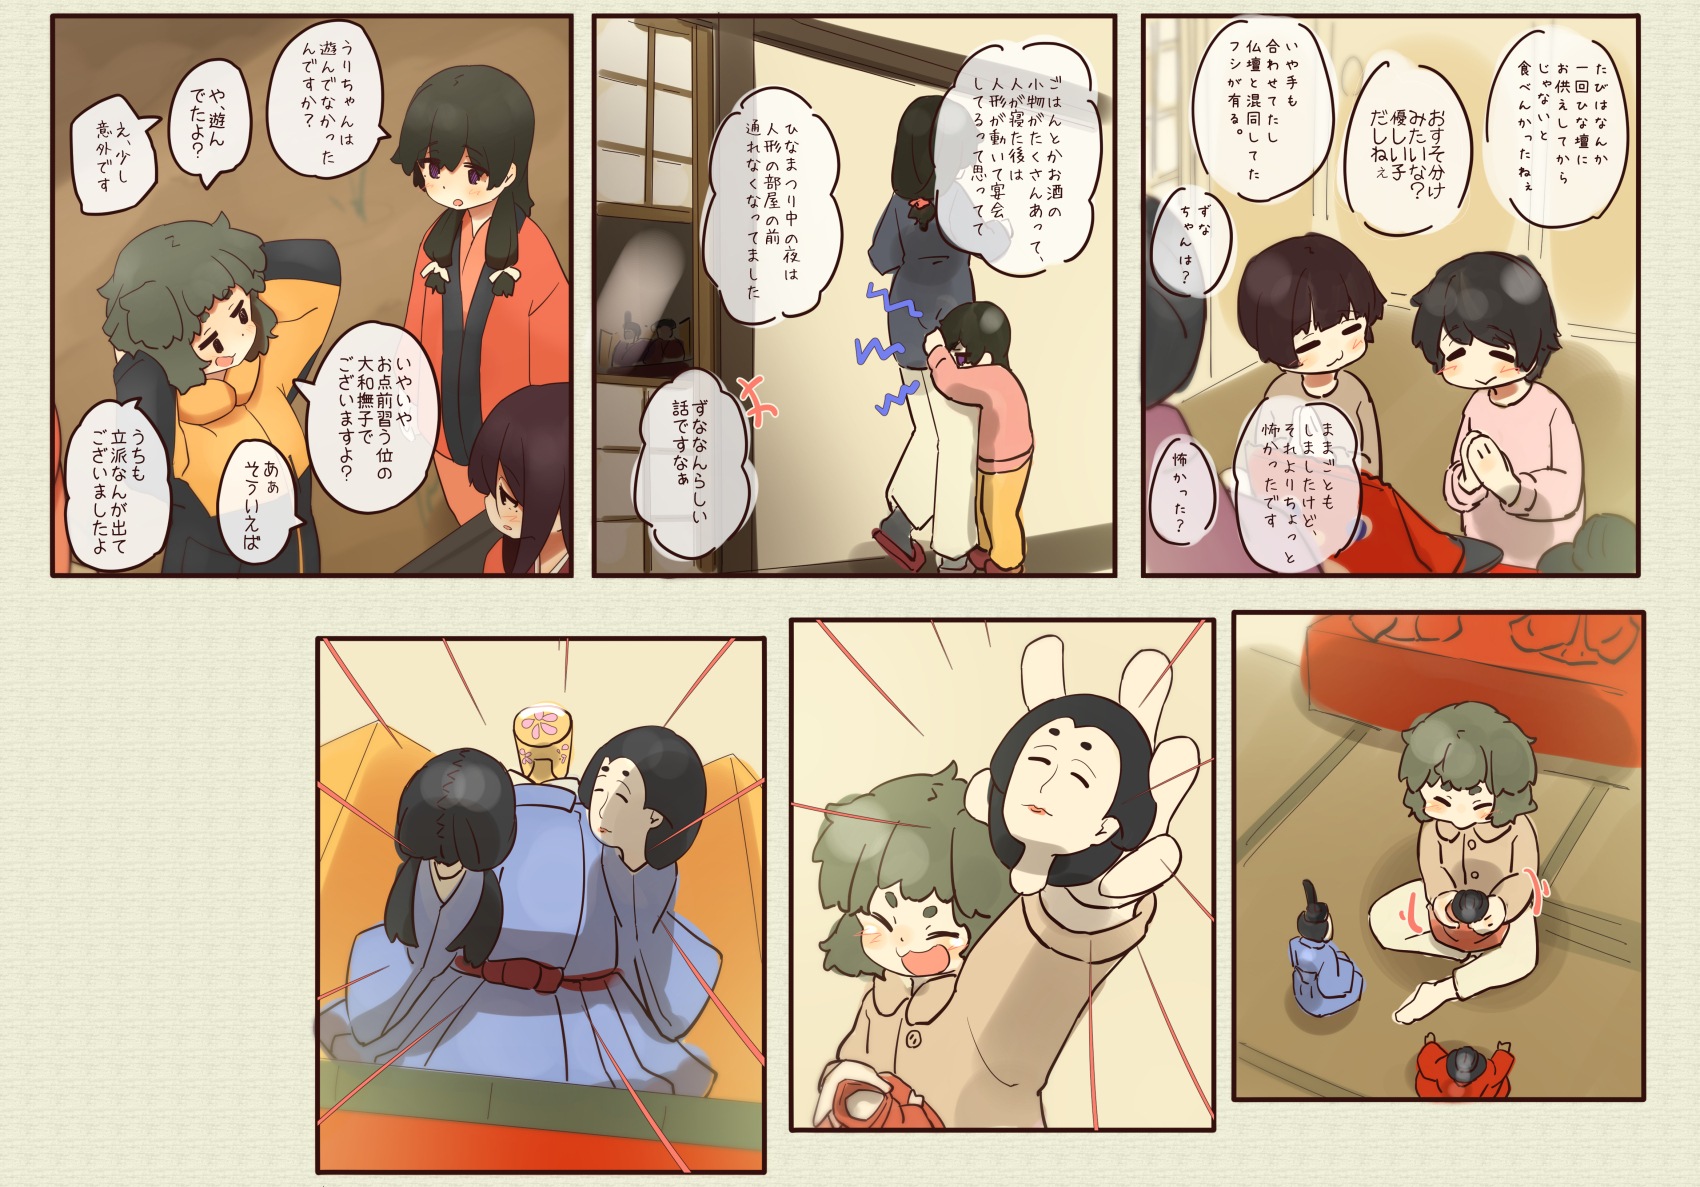 たびはなんか
一回ひな壇に
お供えしてから
じゃないと
食べんかったねぇ
おすそ分け
みたいな?
優しい子
だしねぇ
いや手も
合わせてたし
仏壇と混同してた
フシが有る。
ずな
ちゃんは?
ままごとも
しましたけど、
それよりちょっと
怖かったです
怖かった?
ごはんとかお酒の
小物がたくさんあって、
人が寝た後は
人形が動いて宴会
してるって思ってて
ひなまつり中の夜は
人形の部屋の前
通れなくなってました
ずななんらしい
話ですなぁ
うりちゃんは
遊んでなかった
んですか?
や、遊ん
でたよ?
え、少し
意外です
いやいや
お点前習う位の
大和撫子で
ございますよ?
あぁ
そういえば
うちも
立派なんが出て
ございましたよ